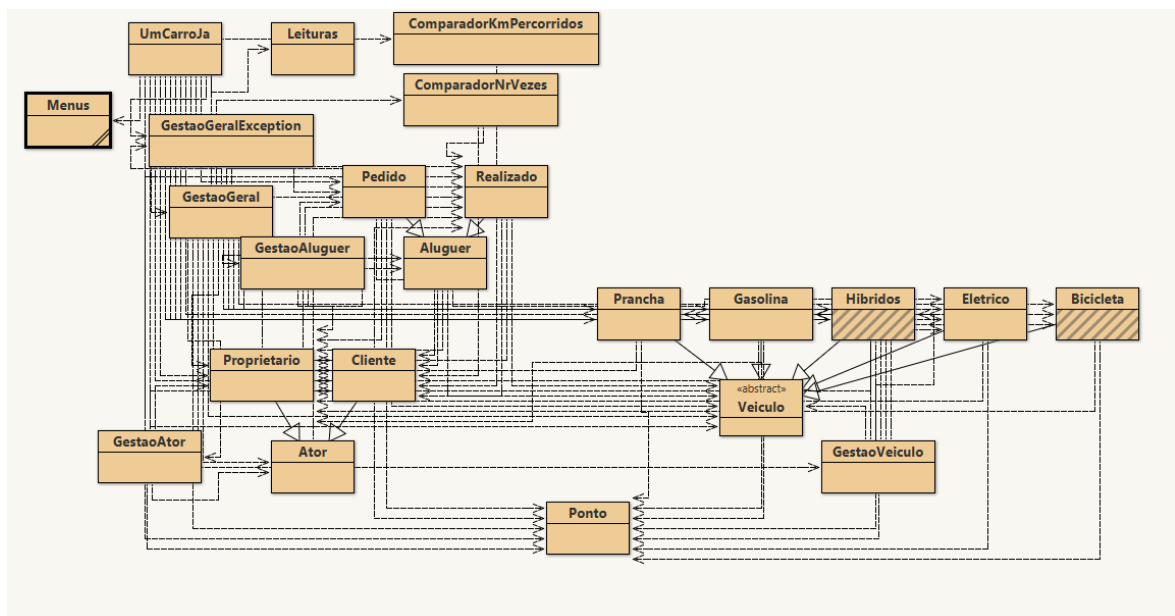 UmCarroJa
Leituras
ComparadorKmPercorridos
ComparadorNrVezes
Menus
GestaoGeralException
Pedido
Realizado
GestaoGeral
GestaoAluguer
Aluguer
Prancha
Gasolina
Hibridos
Eletrico
Bicicleta
Proprietario
Cliente
«abstract»
Veiculo
GestaoAtor
Ator
GestaoVeiculo
Ponto